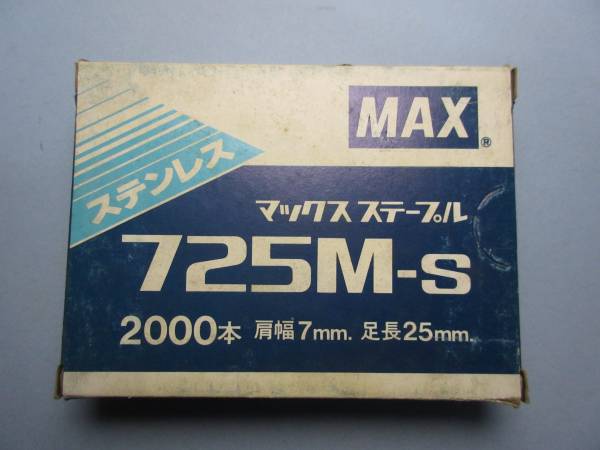 MAX®
ステンレス
マックス ステープル
725M-S
2000本 肩幅7mm. 足長25mm.